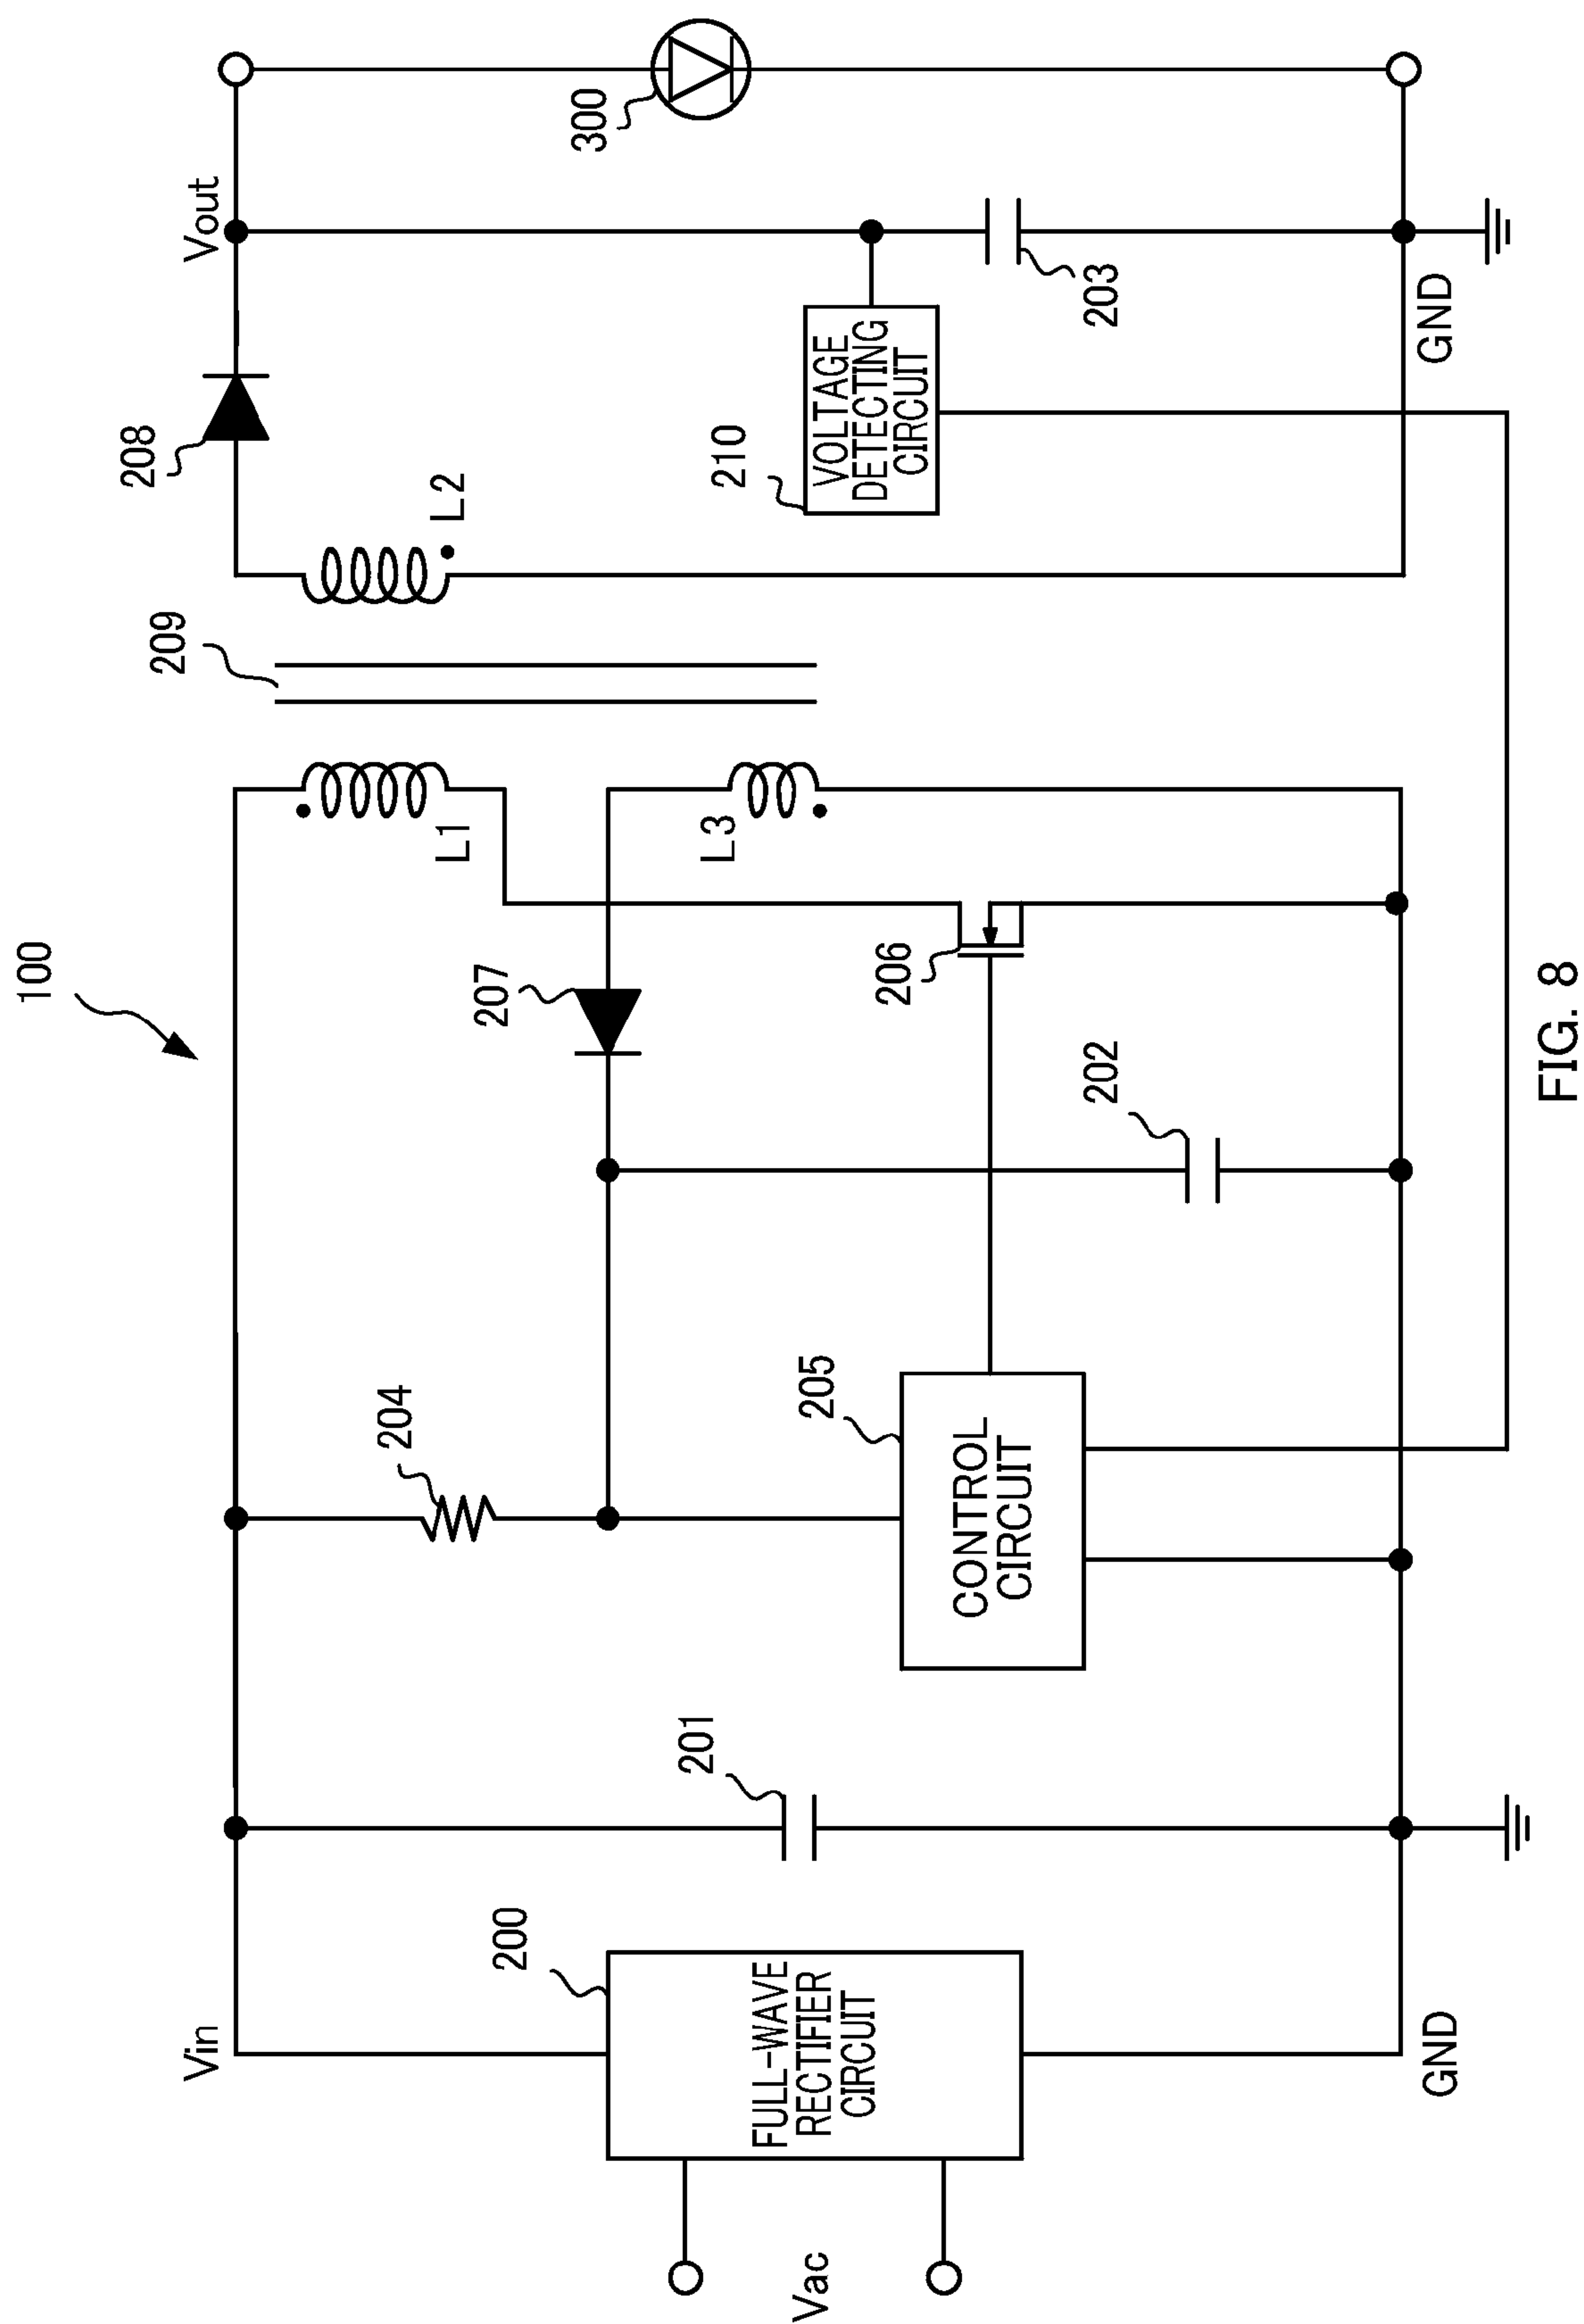 100
209
208
Vin
Vout
204
L1
L2
207
200
201
L3
300
205
206
210
FULL-WAVE
RECTIFIER
CIRCUIT
Vac
CONTROL
CIRCUIT
VOLTAGE
DETECTING
CIRCUIT
202
203
GND
GND
FIG. 8